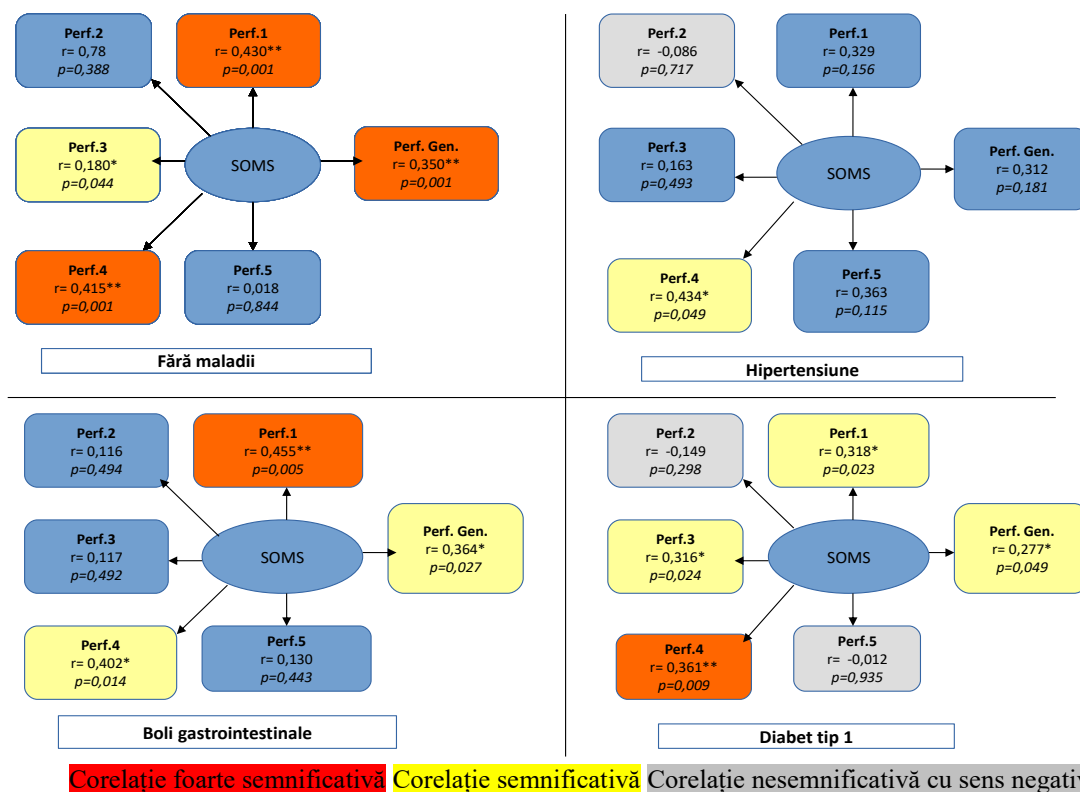 Perf.2
r= 0,78
p=0,388
Perf.1
r= 0,430**
p=0,001
Perf.3
r= 0,180*
p=0,044
SOMS
Perf. Gen.
r= 0,350**
p=0,001
Perf.4
r= 0,415**
p=0,001
Perf.5
r= 0,018
p=0,844
Fără maladii
Perf.2
r= -0,086
p=0,717
Perf.1
r= 0,329
p=0,156
Perf.3
r= 0,163
p=0,493
SOMS
Perf. Gen.
r= 0,312
p=0,181
Perf.4
r= 0,434*
p=0,049
Perf.5
r= 0,363
p=0,115
Hipertensiune
Perf.2
r= 0,116
p=0,494
Perf.1
r= 0,455**
p=0,005
Perf.3
r= 0,117
p=0,492
SOMS
Perf. Gen.
r= 0,364*
p=0,027
Perf.4
r= 0,402*
p=0,014
Perf.5
r= 0,130
p=0,443
Boli gastrointestinale
Perf.2
r= -0,149
p=0,298
Perf.1
r= 0,318*
p=0,023
Perf.3
r= 0,316*
p=0,024
SOMS
Perf. Gen.
r= 0,277*
p=0,049
Perf.4
r= 0,361**
p=0,009
Perf.5
r= -0,012
p=0,935
Diabet tip 1
Corelație foarte semnificativă Corelație semnificativă Corelație nesemnificativă cu sens negativ